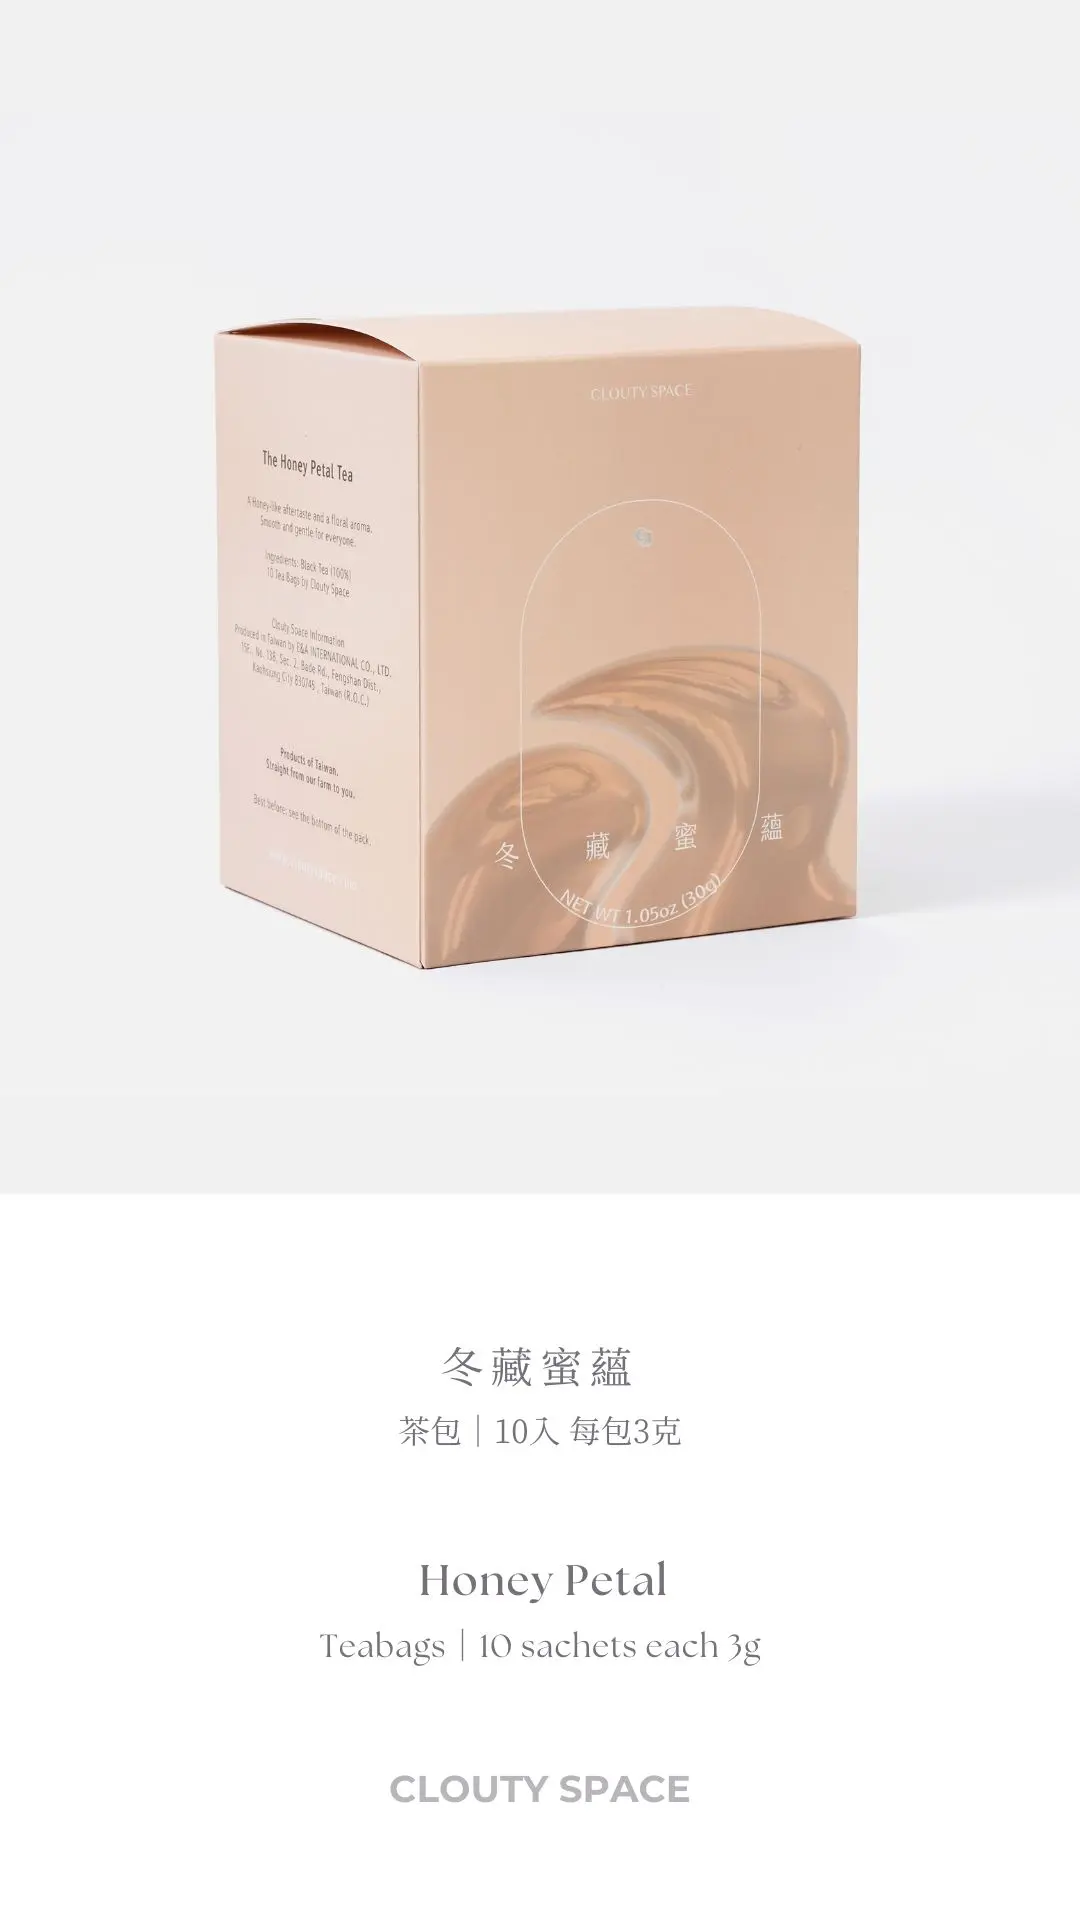 CLOUTY SPACE
The Honey Petal Tea
A Honey-like aftertaste and a floral aroma.
Smooth and gentle for everyone.
Ingredients: Black Tea (100%)
10 Tea Bags by Clouty Space
Clouty Space Information
Produced in Taiwan by E&A INTERNATIONAL CO., LTD.
15F., No. 138, Sec. 2, Bade Rd., Fengshan Dist.,
Kaohsiung City 830745 , Taiwan (R.O.C.)
Products of Taiwan.
Straight from our farm to you.
Best before: see the bottom of the pack.
冬藏蜜蘊
NET WT 1.05oz (30g)
冬藏蜜蘊
茶包｜10入 每包3克
Honey Petal
Teabags｜10 sachets each 3g
CLOUTY SPACE